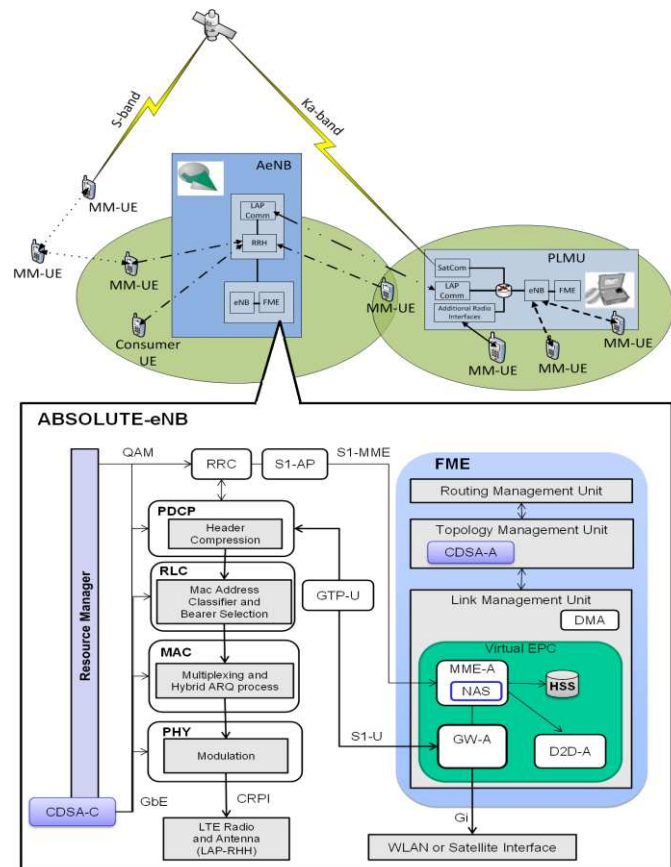 S-band
Ka-band
AeNB
LAP
Comm
RRH
eNB
FME
MM-UE
MM-UE
MM-UE
Consumer
UE
MM-UE
PLMU
SatCom
LAP
Comm
Additional Radio
Interfaces
eNB
FME
MM-UE
MM-UE
MM-UE
ABSOLUTE-eNB
Resource Manager
CDSA-C
QAM
RRC
S1-AP
S1-MME
PDCP
Header
Compression
RLC
Mac Address
Classifier and
Bearer Selection
GTP-U
MAC
Multiplexing and
Hybrid ARQ process
PHY
Modulation
S1-U
GbE
CRPI
LTE Radio
and Antenna
(LAP-RHH)
FME
Routing Management Unit
Topology Management Unit
CDSA-A
Link Management Unit
DMA
Virtual EPC
MME-A
NAS
HSS
GW-A
D2D-A
Gi
WLAN or Satellite Interface